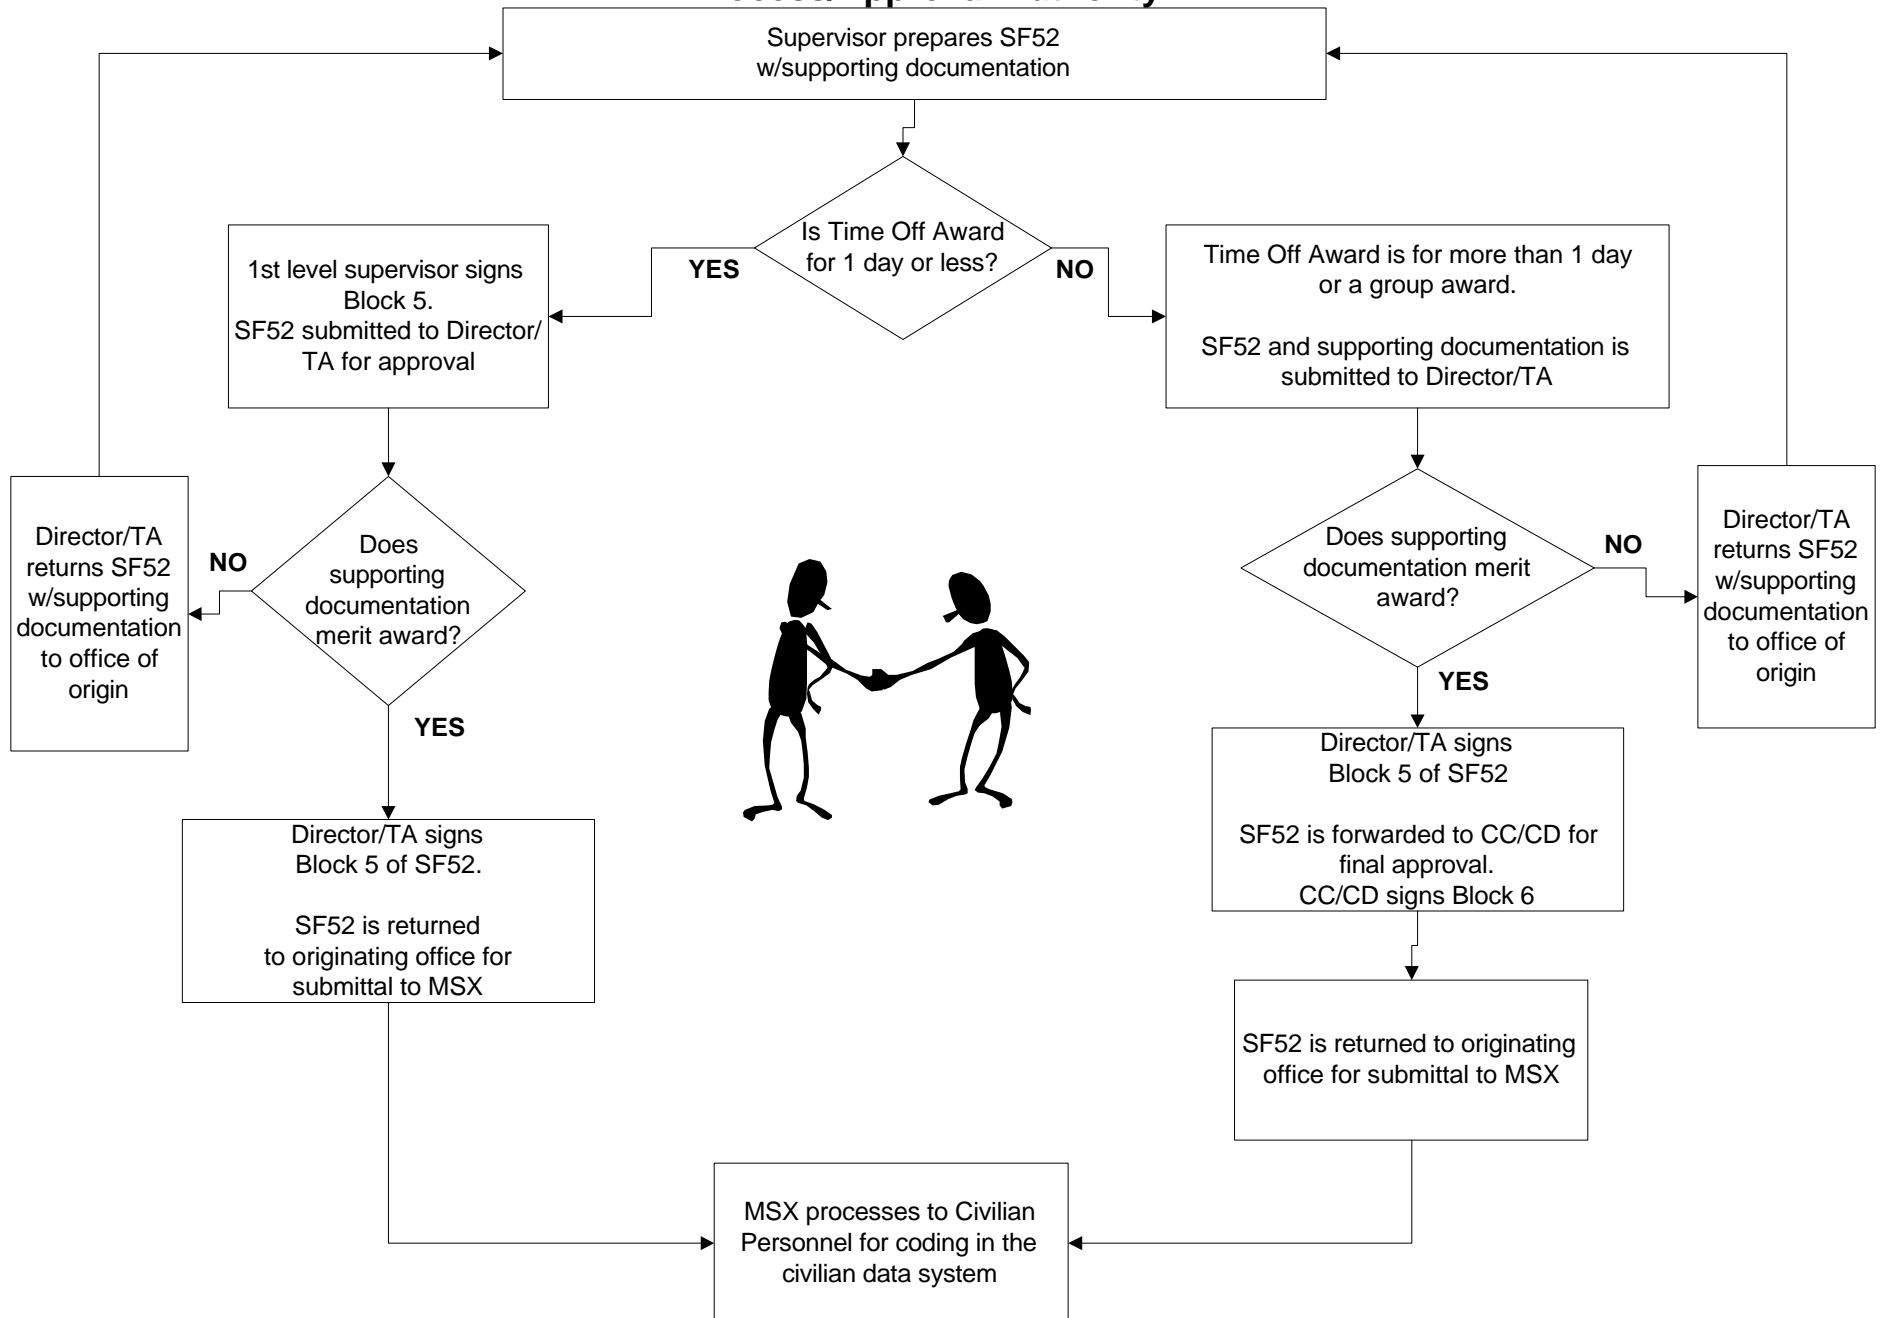 Supervisor prepares SF52
w/supporting documentation
Is Time Off Award
for 1 day or less?
YES
NO
1st level supervisor signs
Block 5.
SF52 submitted to Director/
TA for approval
Time Off Award is for more than 1 day
or a group award.
SF52 and supporting documentation is
submitted to Director/TA
Director/TA
returns SF52
w/supporting
documentation
to office of
origin
NO
Does
supporting
documentation
merit award?
YES
Does supporting
documentation merit
award?
NO
YES
Director/TA
returns SF52
w/supporting
documentation
to office of
origin
Director/TA signs
Block 5 of SF52.
SF52 is returned
to originating office for
submittal to MSX
Director/TA signs
Block 5 of SF52
SF52 is forwarded to CC/CD for
final approval.
CC/CD signs Block 6
SF52 is returned to originating
office for submittal to MSX
MSX processes to Civilian
Personnel for coding in the
civilian data system